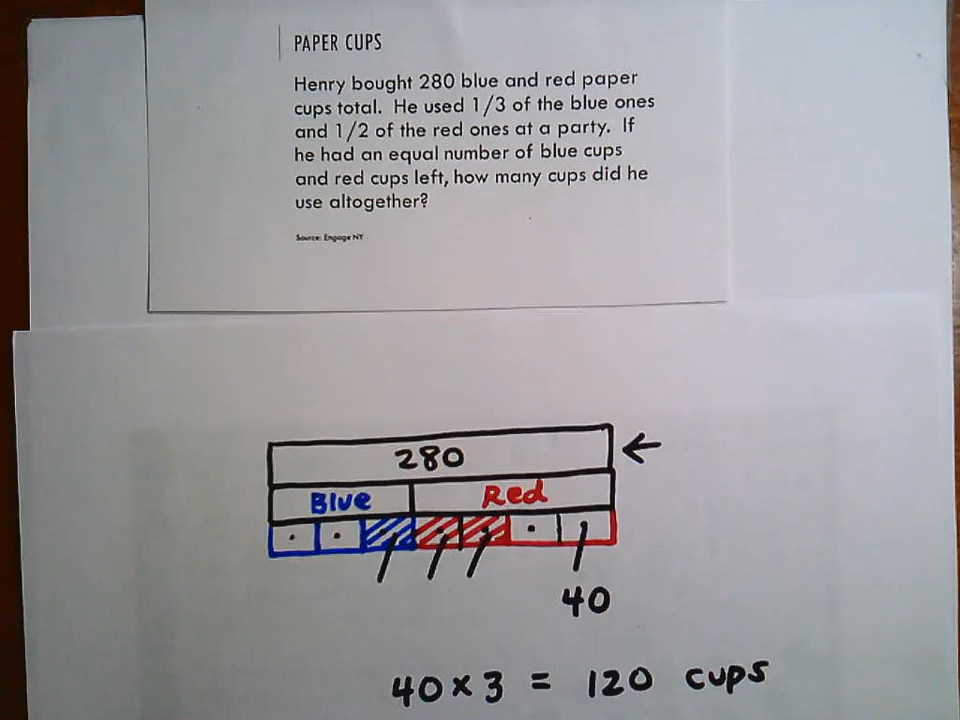 PAPER CUPS
Henry bought 280 blue and red paper
cups total. He used 1/3 of the blue ones
and 1/2 of the red ones at a party. If
he had an equal number of blue cups
and red cups left, how many cups did he
use altogether?
Source: Engage NY
280
Blue Red
40
40 x 3 = 120 cups